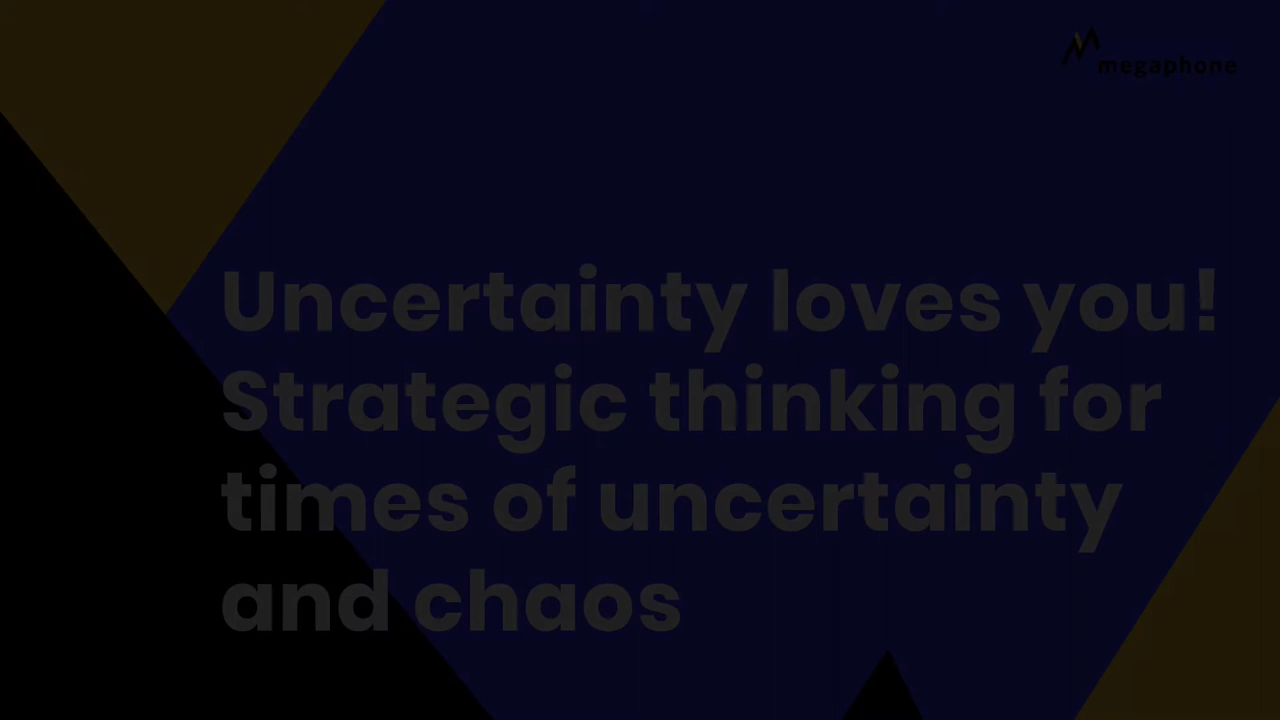 megaphone
Uncertainty loves you!
Strategic thinking for
times of uncertainty
and chaos